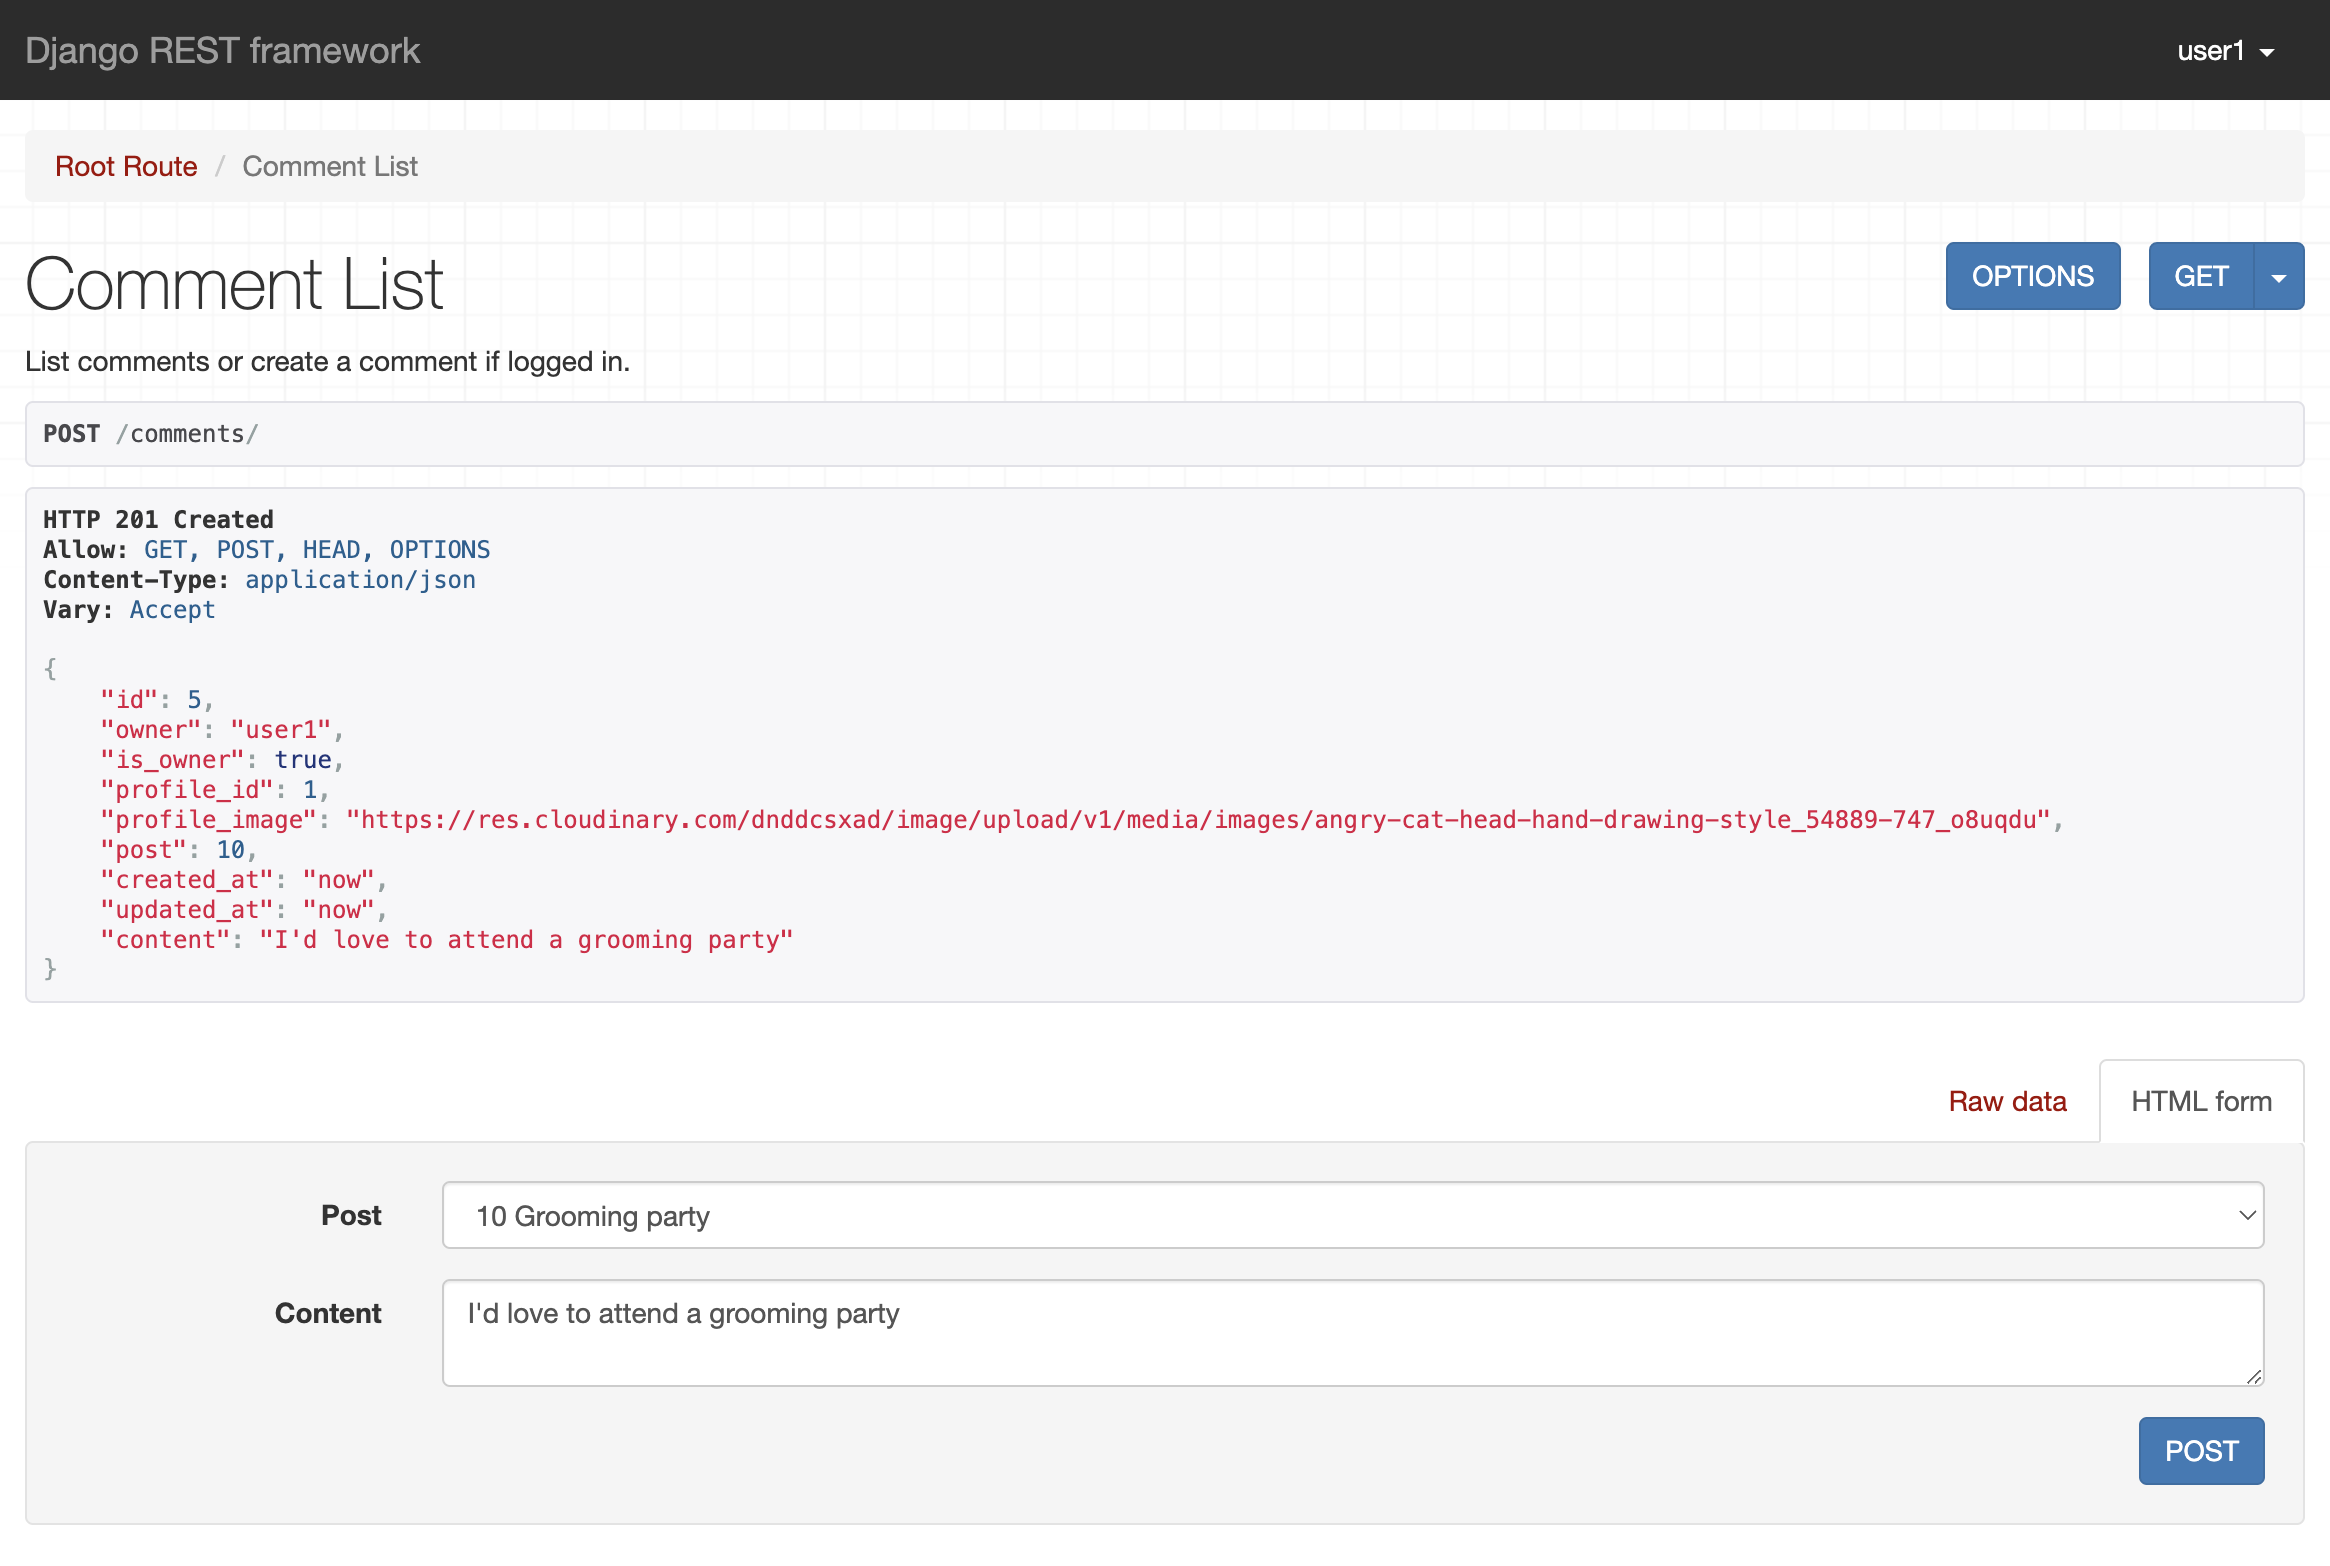 Django REST framework
user1
Root Route / Comment List
Comment List
OPTIONS
GET
List comments or create a comment if logged in.
POST /comments/
HTTP 201 Created
Allow: GET, POST, HEAD, OPTIONS
Content-Type: application/json
Vary: Accept
{
    "id": 5,
    "owner": "user1",
    "is_owner": true,
    "profile_id": 1,
    "profile_image": "https://res.cloudinary.com/dnddcsxad/image/upload/v1/media/images/angry-cat-head-hand-drawing-style_54889-747_o8uqdu",
    "post": 10,
    "created_at": "now",
    "updated_at": "now",
    "content": "I'd love to attend a grooming party"
}
Raw data
HTML form
Post
10 Grooming party
Content
I'd love to attend a grooming party
POST